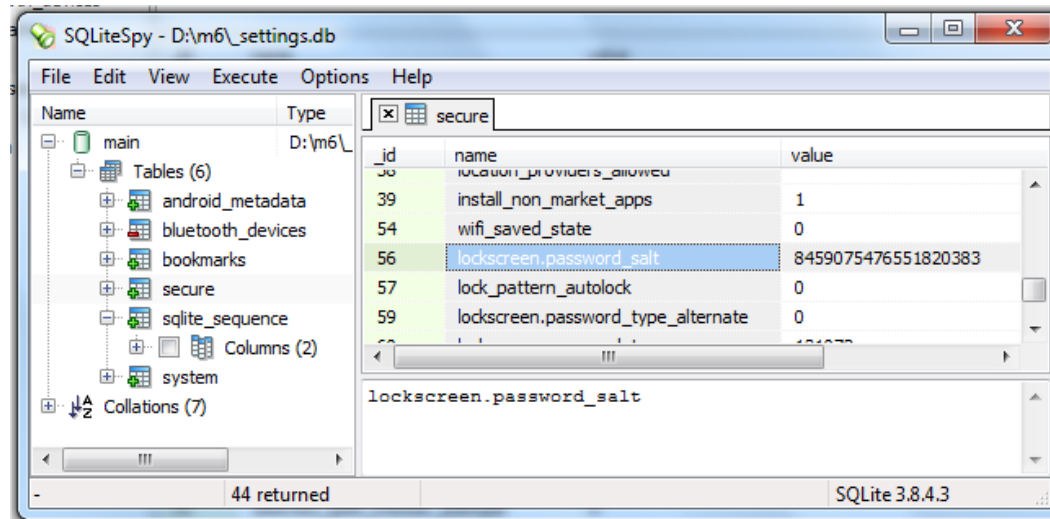 SQLiteSpy - D:\m6\_settings.db
File Edit View Execute Options Help
Name Type
main D:\m6\_
Tables (6)
android_metadata
bluetooth_devices
bookmarks
secure
sqlite_sequence
Columns (2)
system
Collations (7)
secure
_id name value
location_providers_allowed
39 install_non_market_apps 1
54 wifi_saved_state 0
56 lockscreen.password_salt 8459075476551820383
57 lock_pattern_autolock 0
59 lockscreen.password_type_alternate 0
lockscreen.password_salt
- 44 returned SQLite 3.8.4.3